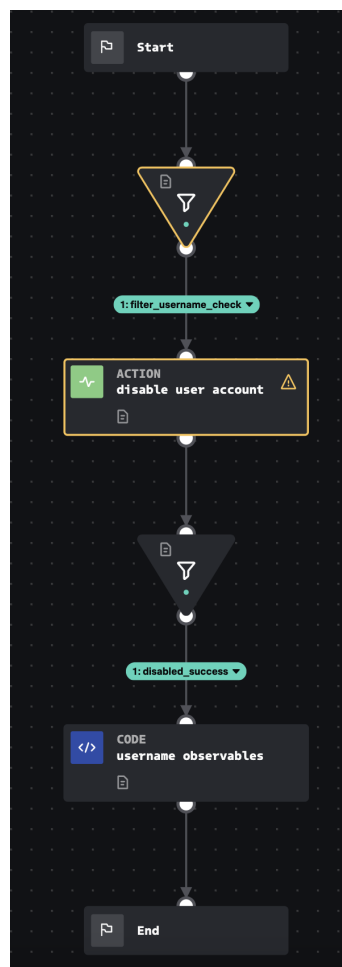 Start
1: filter_username_check
ACTION
disable user account
1: disabled_success
</>
CODE
username observables
End